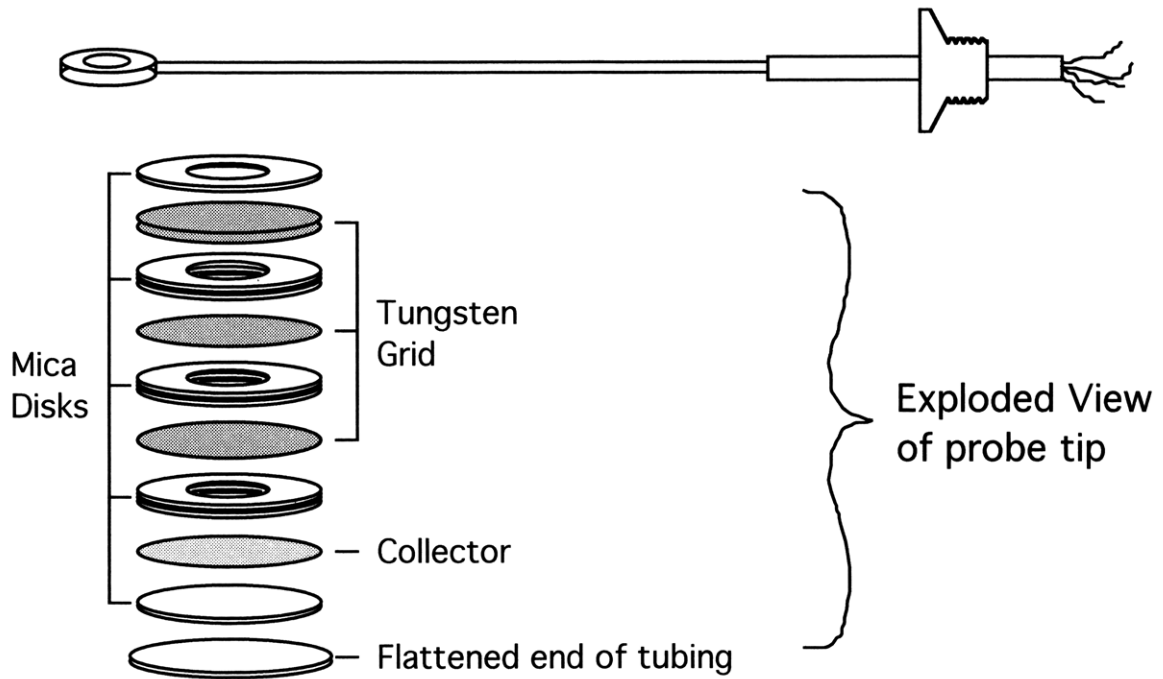 Mica
Disks
Tungsten
Grid
Collector
Flattened end of tubing
Exploded View
of probe tip